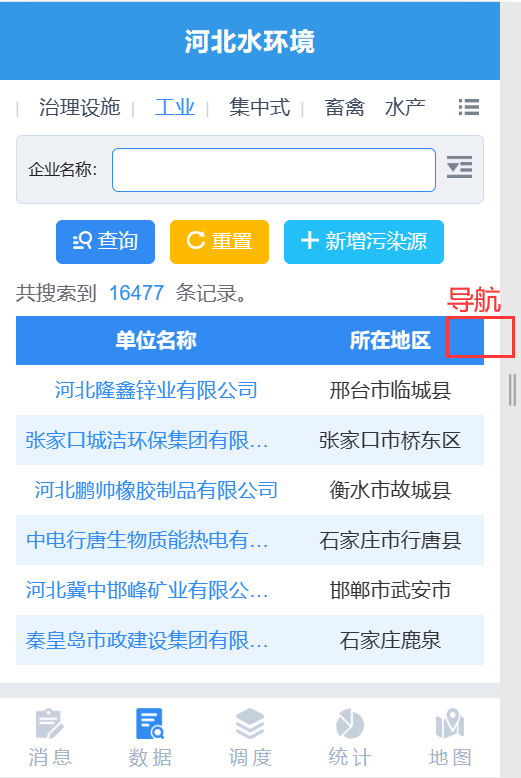 河北水环境
治理设施 工业 集中式 畜禽 水产
企业名称:
查询 重置 新增污染源
共搜索到 16477 条记录。
导航
单位名称 所在地区
河北隆鑫锌业有限公司 邢台市临城县
张家口城洁环保集团有限... 张家口市桥东区
河北鹏帅橡胶制品有限公司 衡水市故城县
中电行唐生物质能热电有... 石家庄市行唐县
河北冀中邯峰矿业有限公... 邯郸市武安市
秦皇岛市政建设集团有限... 石家庄鹿泉
消息 数据 调度 统计 地图